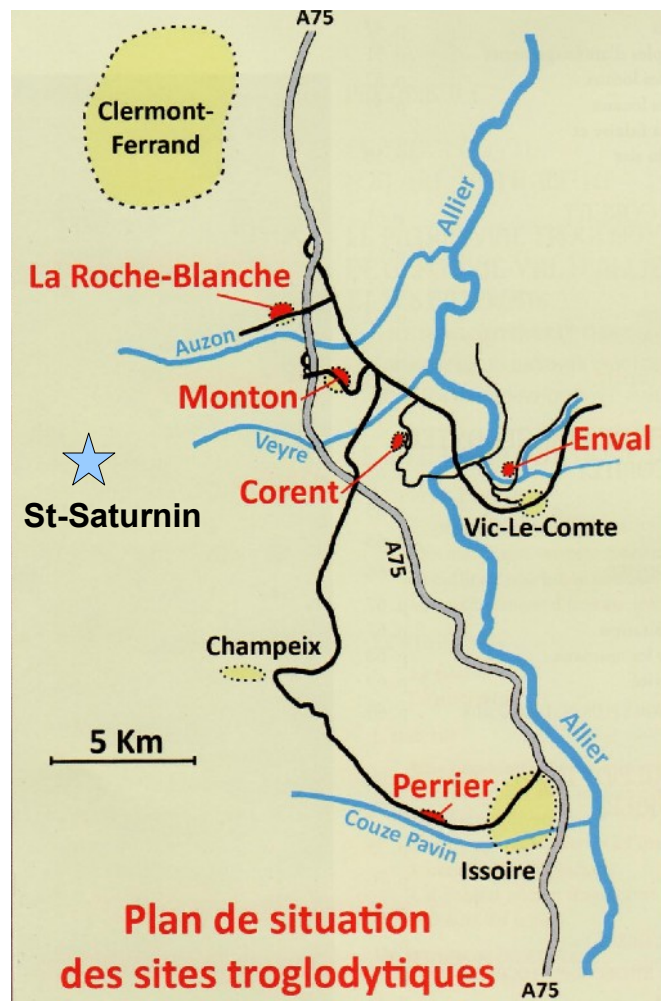 A75
Clermont-
Ferrand
Allier
La Roche-Blanche
Auzon
Monton
Enval
Veyre
Corent
St-Saturnin
Vic-Le-Comte
A75
Champeix
5 Km
Allier
Perrier
Couze Pavin
Issoire
Plan de situation
des sites troglodytiques
A75